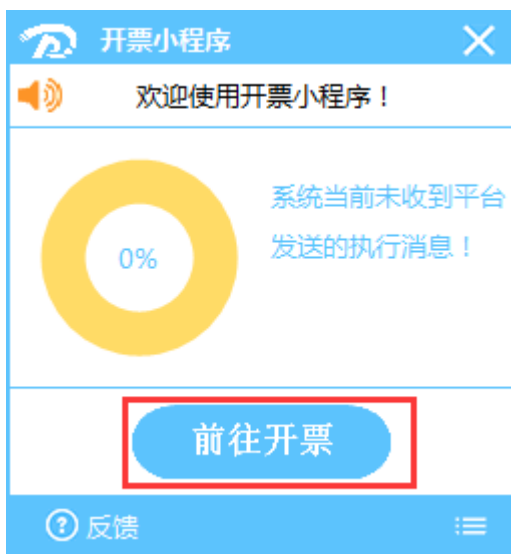 开票小程序
欢迎使用开票小程序！
系统当前未收到平台
发送的执行消息！
0%
前往开票
反馈